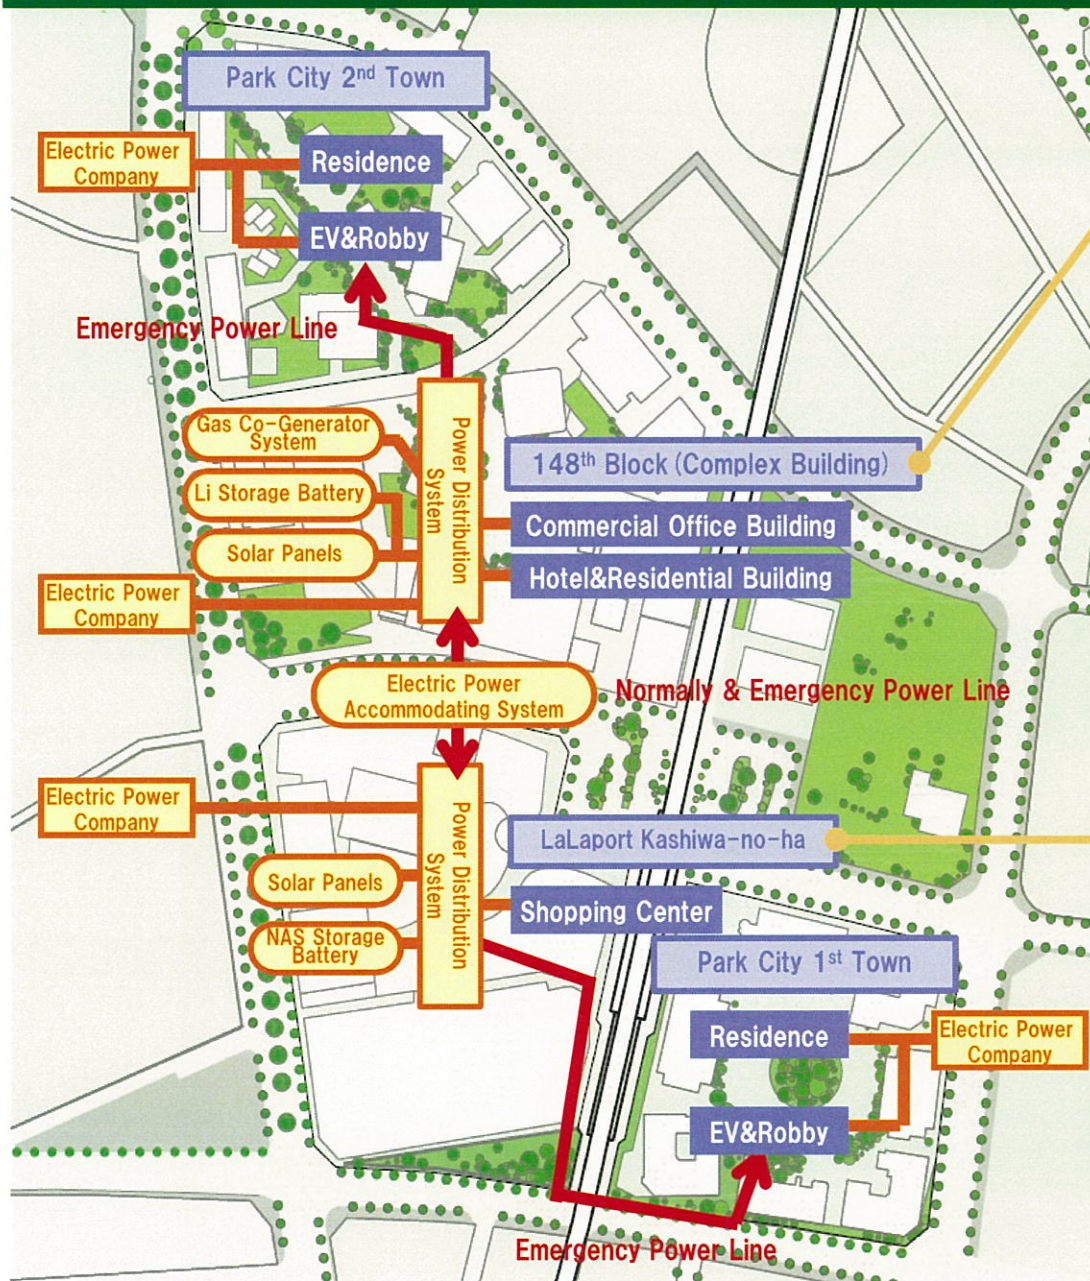 Park City 2nd Town
Electric Power
Company
Residence
EV&Robby
Emergency Power Line
Gas Co-Generator
System
Li Storage Battery
Solar Panels
Electric Power
Company
Power Distribution
System
148th Block (Complex Building)
Commercial Office Building
Hotel&Residential Building
Electric Power
Accommodating System
Normally & Emergency Power Line
Electric Power
Company
Solar Panels
NAS Storage
Battery
Power Distribution
System
LaLaport Kashiwa-no-ha
Shopping Center
Park City 1st Town
Residence
EV&Robby
Electric Power
Company
Emergency Power Line